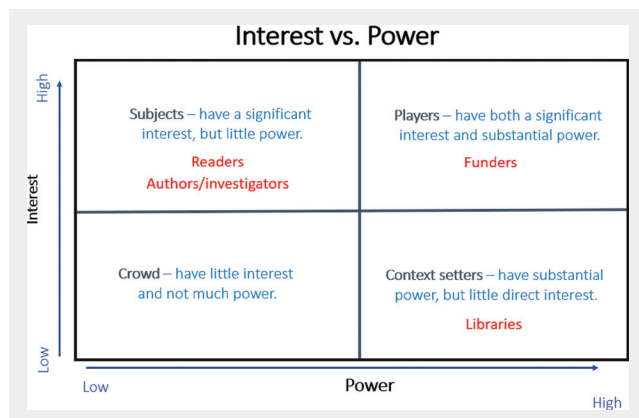 Interest vs. Power
High
Subjects – have a significant
interest, but little power.
Readers
Authors/investigators
Players – have both a significant
interest and substantial power.
Funders
Interest
Crowd – have little interest
and not much power.
Context setters – have substantial
power, but little direct interest.
Libraries
Low
Low
Power
High